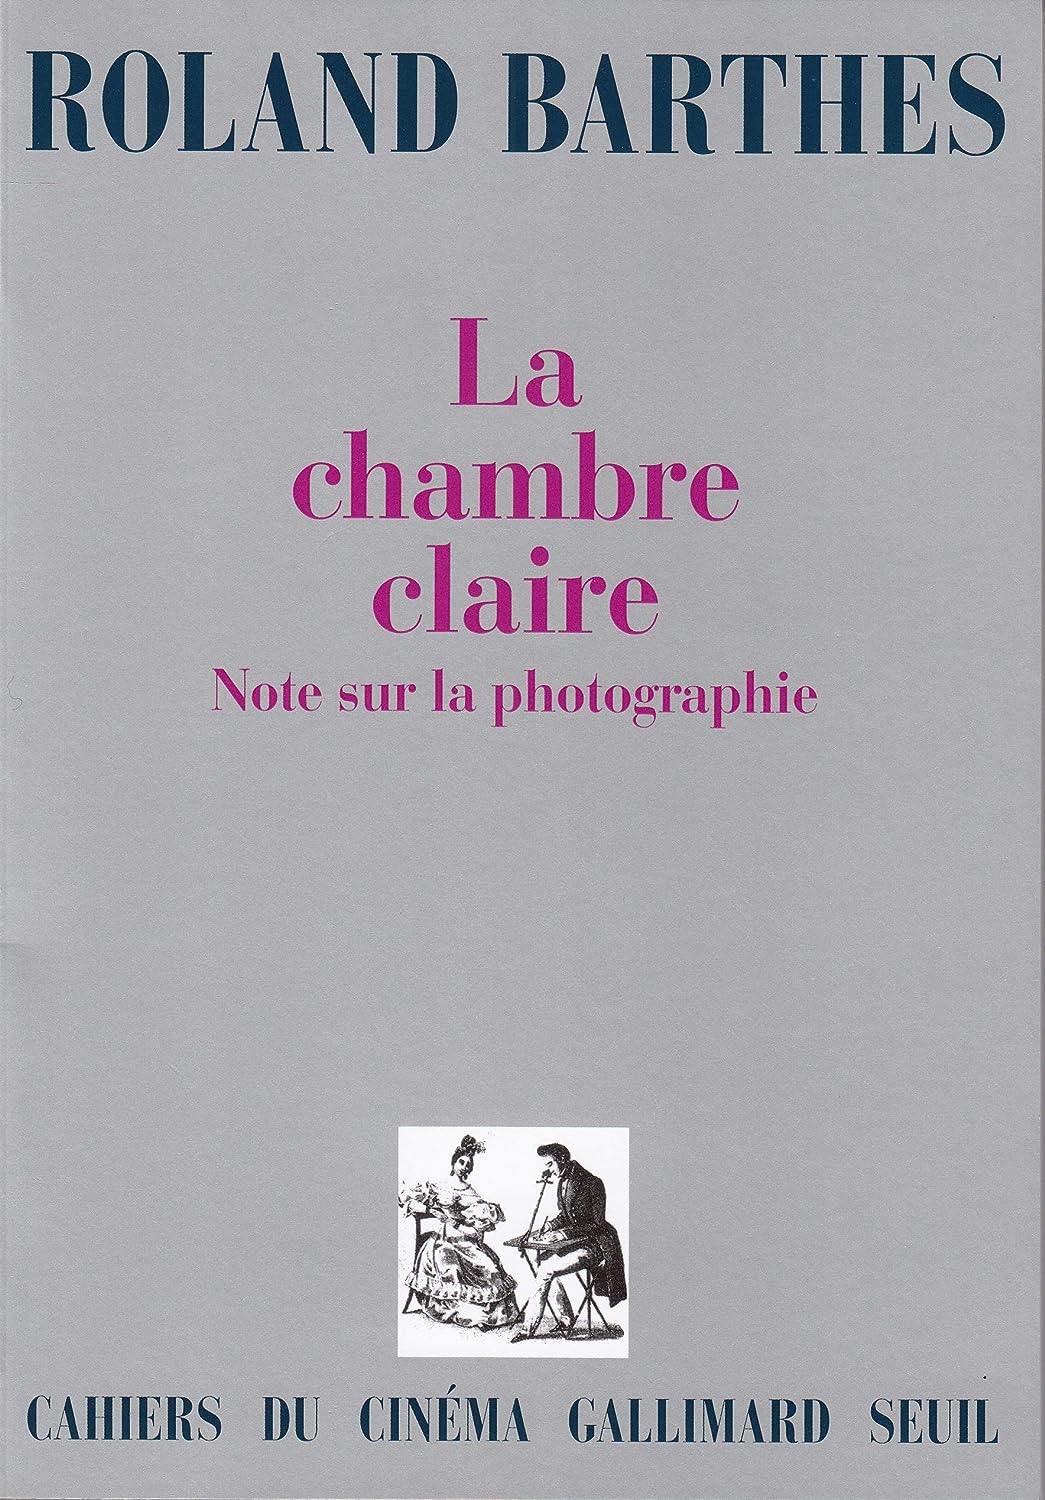 ROLAND BARTHES
La
chambre
claire
Note sur la photographie
CAHIERS DU CINÉMA GALLIMARD SEUIL